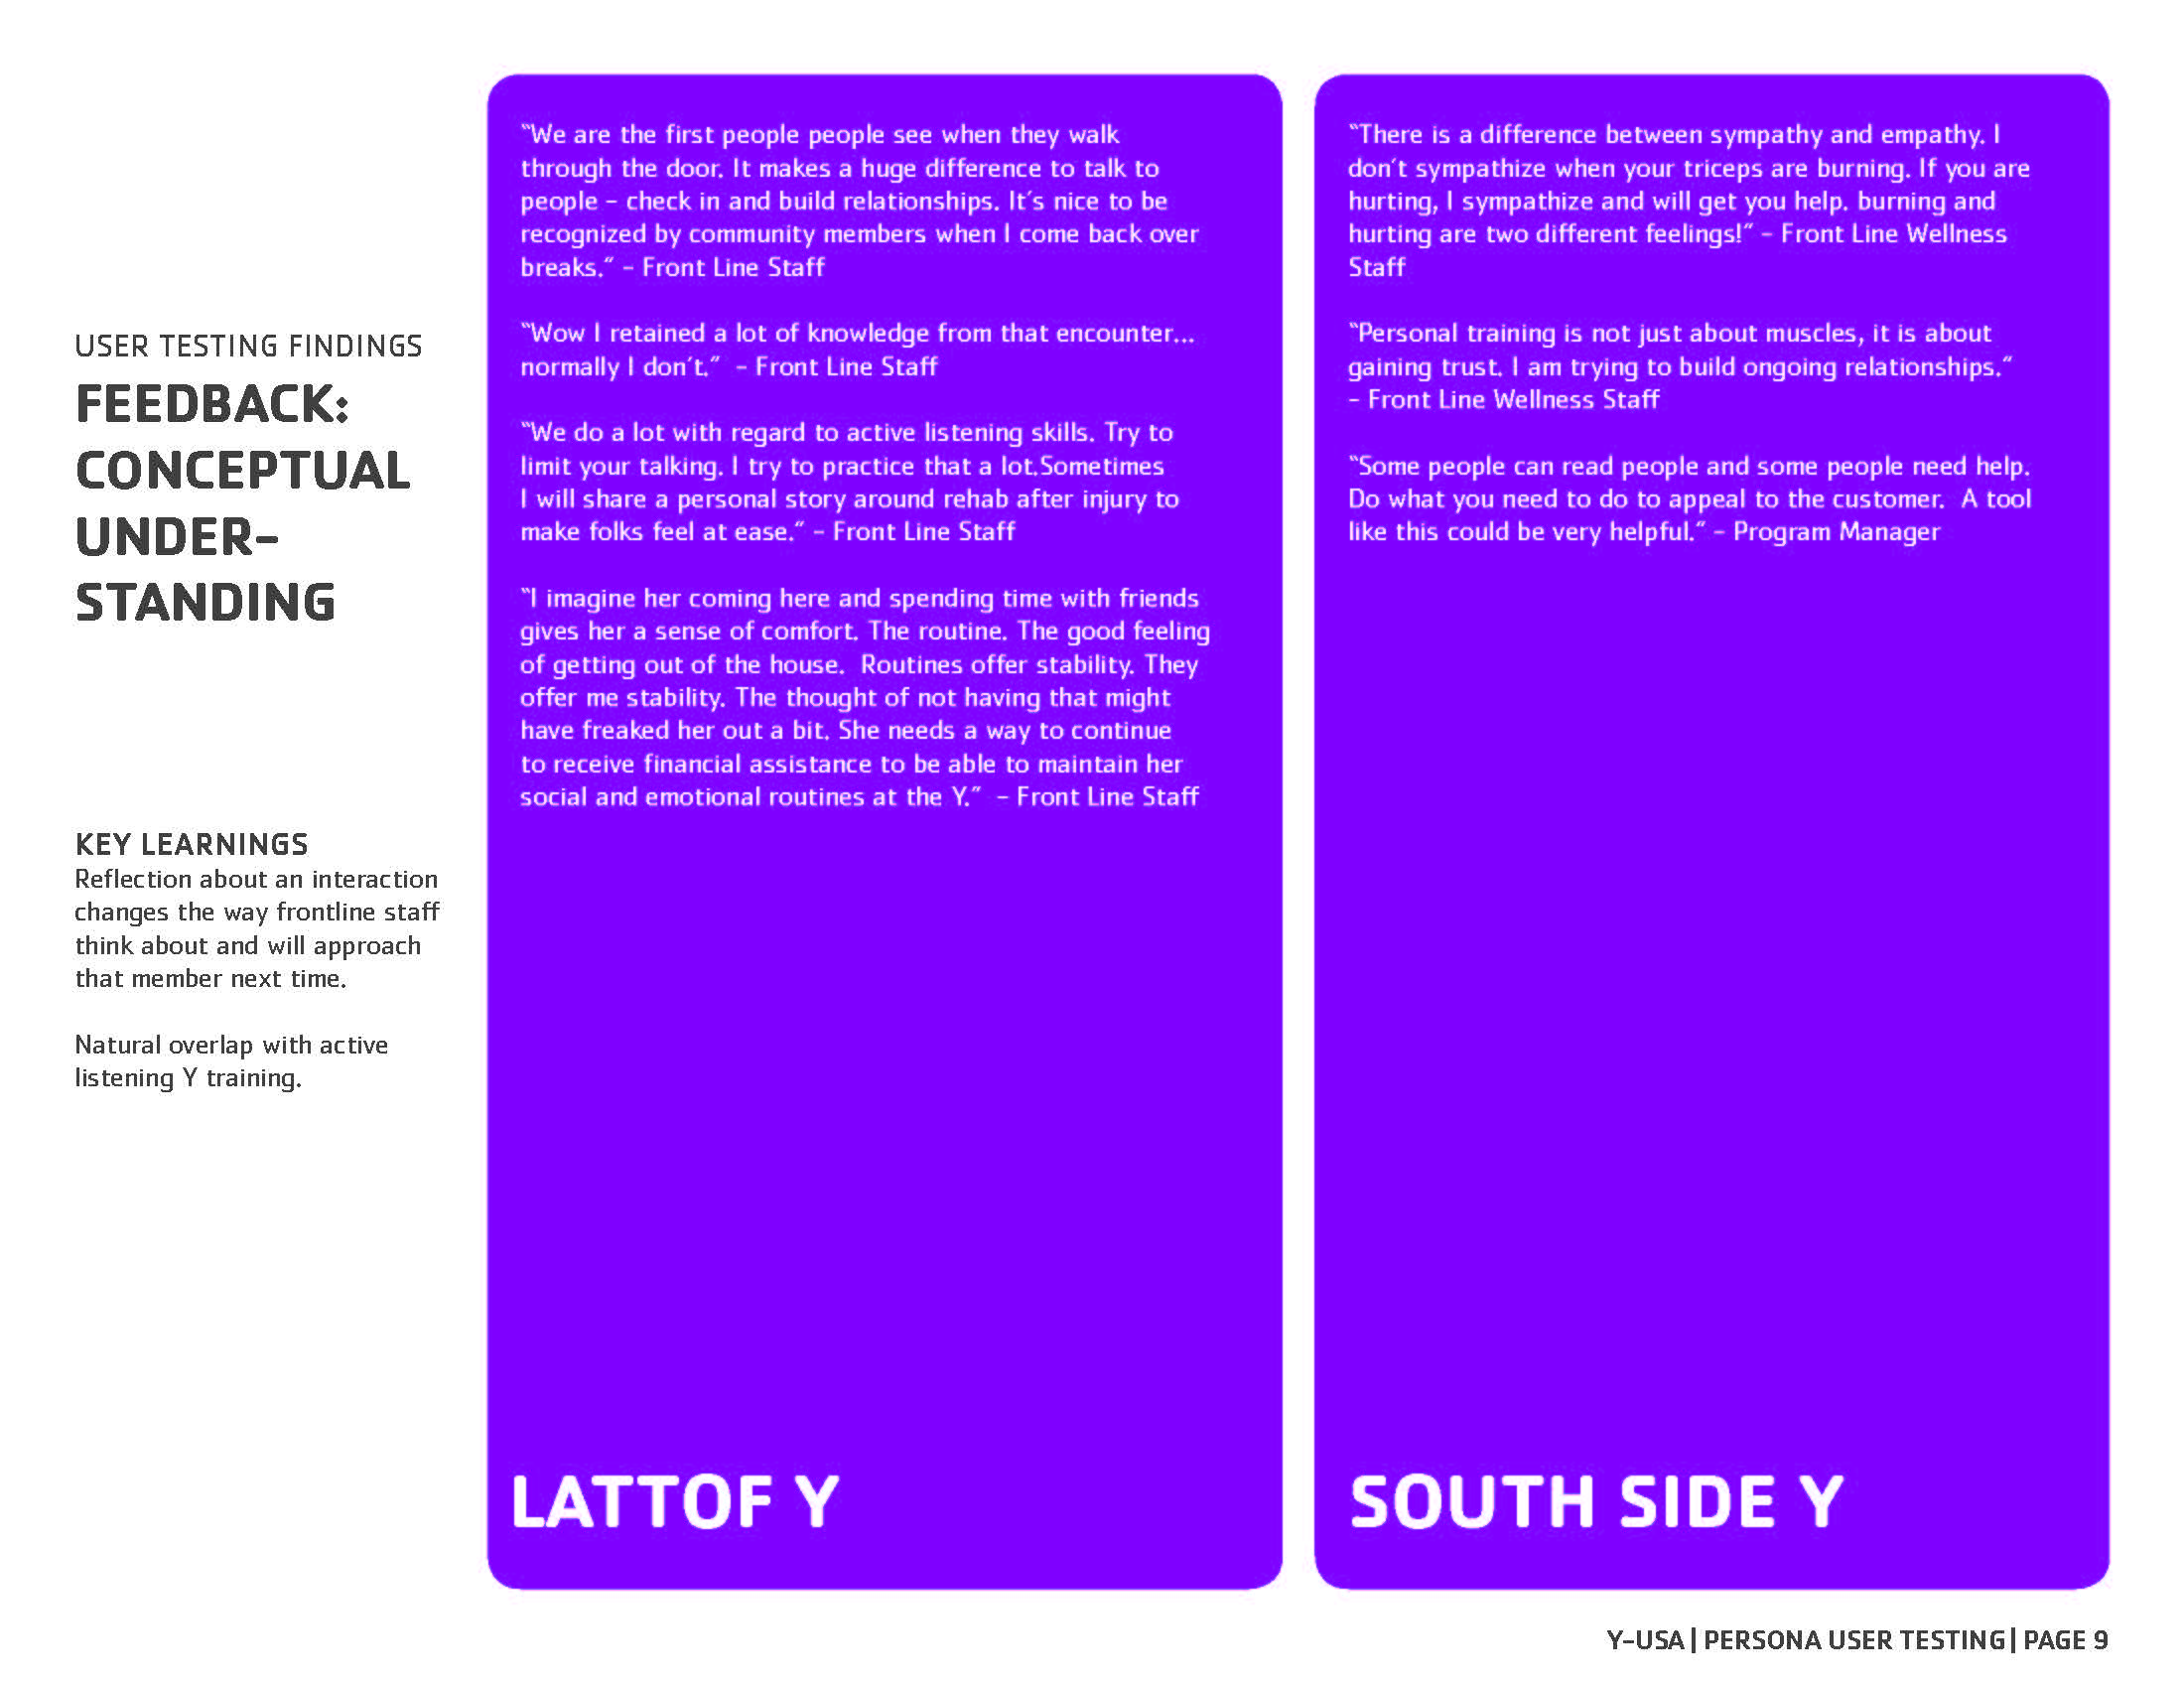 USER TESTING FINDINGS
FEEDBACK:
CONCEPTUAL
UNDER-
STANDING
KEY LEARNINGS
Reflection about an interaction
changes the way frontline staff
think about and will approach
that member next time.
Natural overlap with active
listening Y training.
“We are the first people people see when they walk
through the door. It makes a huge difference to talk to
people – check in and build relationships. It’s nice to be
recognized by community members when I come back over
breaks.” – Front Line Staff
“Wow I retained a lot of knowledge from that encounter...
normally I don’t.”  – Front Line Staff
“We do a lot with regard to active listening skills. Try to
limit your talking. I try to practice that a lot.Sometimes
I will share a personal story around rehab after injury to
make folks feel at ease.” – Front Line Staff
“I imagine her coming here and spending time with friends
gives her a sense of comfort. The routine. The good feeling
of getting out of the house.  Routines offer stability. They
offer me stability. The thought of not having that might
have freaked her out a bit. She needs a way to continue
to receive financial assistance to be able to maintain her
social and emotional routines at the Y.”  – Front Line Staff
LATTOF Y
“There is a difference between sympathy and empathy. I
don’t sympathize when your triceps are burning. If you are
hurting, I sympathize and will get you help. burning and
hurting are two different feelings!” – Front Line Wellness
Staff
“Personal training is not just about muscles, it is about
gaining trust. I am trying to build ongoing relationships.”
– Front Line Wellness Staff
“Some people can read people and some people need help.
Do what you need to do to appeal to the customer.  A tool
like this could be very helpful.” – Program Manager
SOUTH SIDE Y
Y-USA | PERSONA USER TESTING | PAGE 9